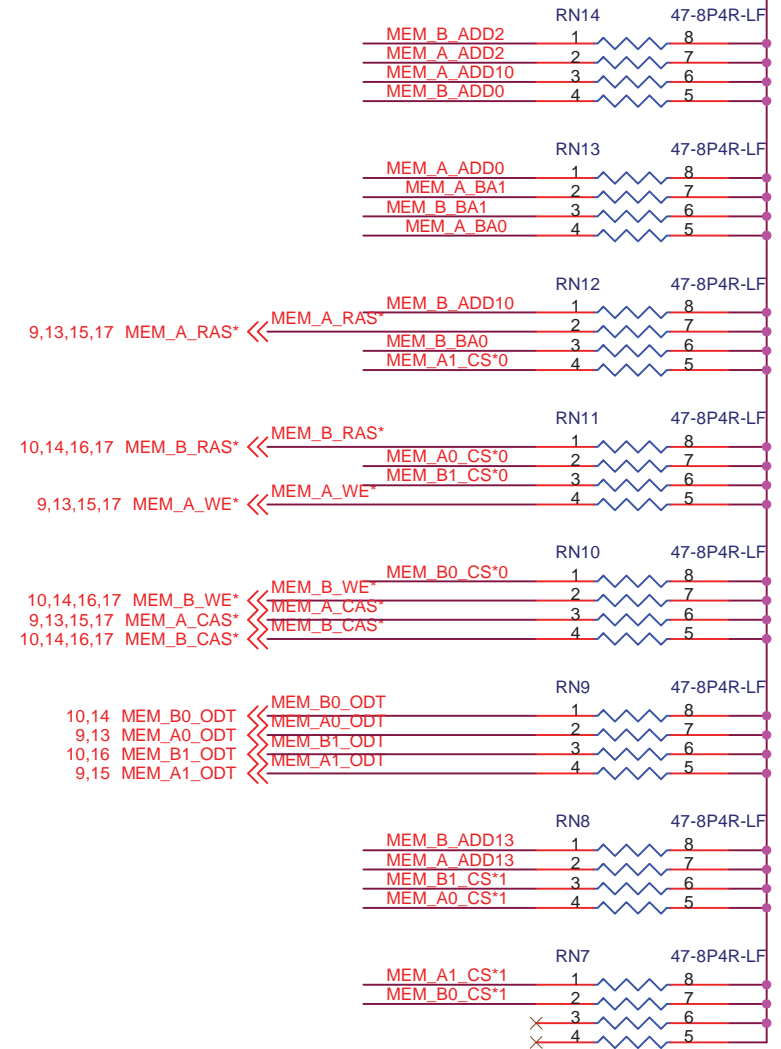 RN14 47-8P4R-LF
MEM_B_ADD2 1 8
MEM_A_ADD2 2 7
MEM_A_ADD10 3 6
MEM_B_ADD0 4 5
RN13 47-8P4R-LF
MEM_A_ADD0 1 8
MEM_A_BA1 2 7
MEM_B_BA1 3 6
MEM_A_BA0 4 5
RN12 47-8P4R-LF
MEM_B_ADD10 1 8
9,13,15,17 MEM_A_RAS* MEM_A_RAS* 2 7
MEM_B_BA0 3 6
MEM_A1_CS*0 4 5
RN11 47-8P4R-LF
10,14,16,17 MEM_B_RAS* MEM_B_RAS* 1 8
MEM_A0_CS*0 2 7
MEM_B1_CS*0 3 6
9,13,15,17 MEM_A_WE* MEM_A_WE* 4 5
RN10 47-8P4R-LF
MEM_B0_CS*0 1 8
10,14,16,17 MEM_B_WE* MEM_B_WE* 2 7
9,13,15,17 MEM_A_CAS* MEM_A_CAS* 3 6
10,14,16,17 MEM_B_CAS* MEM_B_CAS* 4 5
RN9 47-8P4R-LF
10,14 MEM_B0_ODT MEM_B0_ODT 1 8
9,13 MEM_A0_ODT MEM_A0_ODT 2 7
10,16 MEM_B1_ODT MEM_B1_ODT 3 6
9,15 MEM_A1_ODT MEM_A1_ODT 4 5
RN8 47-8P4R-LF
MEM_B_ADD13 1 8
MEM_A_ADD13 2 7
MEM_B1_CS*1 3 6
MEM_A0_CS*1 4 5
RN7 47-8P4R-LF
MEM_A1_CS*1 1 8
MEM_B0_CS*1 2 7
3 6
4 5